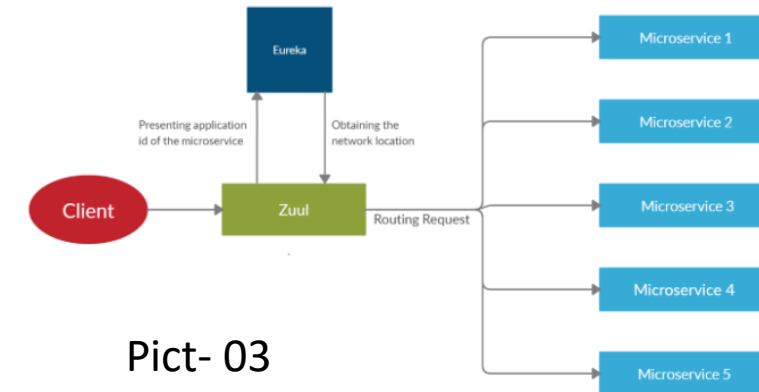 Eureka
Microservice 1
Presenting application
id of the microservice
Obtaining the
network location
Microservice 2
Client
Zuul
Routing Request
Microservice 3
Microservice 4
Pict- 03
Microservice 5